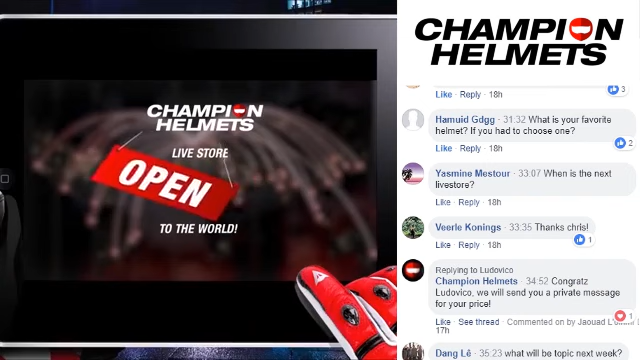 CHAMPION
HELMETS
LIVE STORE
OPEN
TO THE WORLD!
CHAMPION
HELMETS
Like · Reply · 18h
3
Hamuid Gdgg · 31:32 What is your favorite
helmet? If you had to choose one?
2
Like · Reply · 18h
Yasmine Mestour · 33:07 When is the next
livestore?
Like · Reply · 18h
Veerle Konings · 33:35 Thanks chris!
1
Like · Reply · 18h
Replying to Ludovico
Champion Helmets · 34:52 Congratz
Ludovico, we will send you a private message
for your price!
1
Like · See thread · Commented on by Jaouad
17h
Dang Lê · 35:23 what will be topic next week?